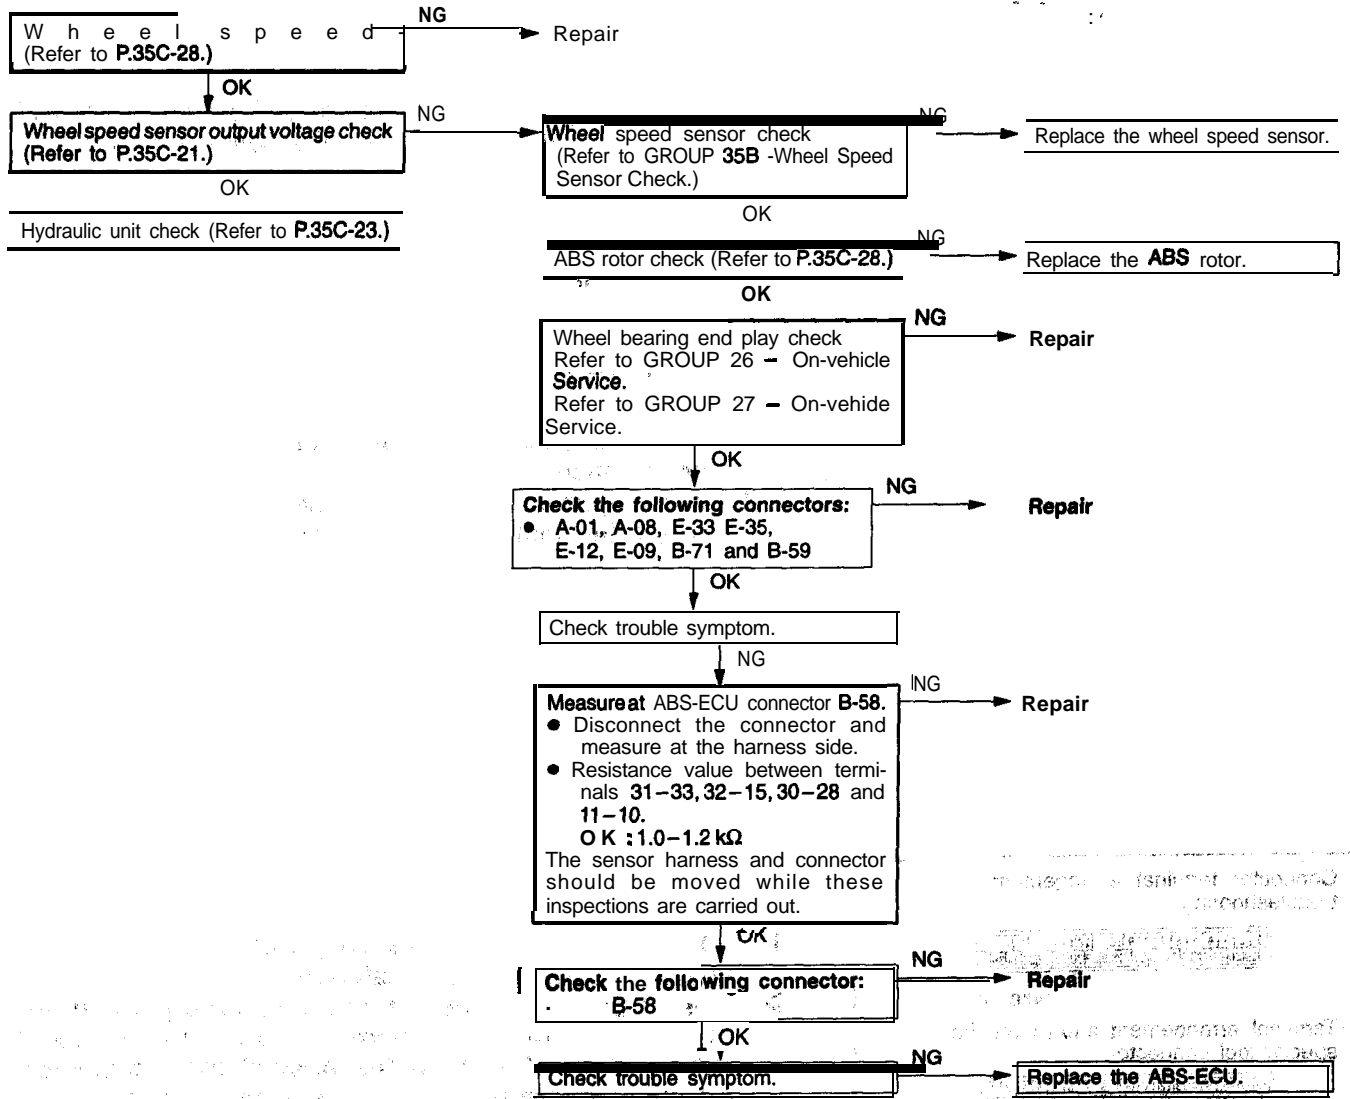 Wheel speed
NG
Repair
(Refer to P.35C-28.)
OK
Wheel speed sensor output voltage check
(Refer to P.35C-21.)
NG
Wheel speed sensor check
(Refer to GROUP 35B -Wheel Speed
Sensor Check.)
NG
Replace the wheel speed sensor.
OK
Hydraulic unit check (Refer to P.35C-23.)
OK
ABS rotor check (Refer to P.35C-28.)
NG
Replace the ABS rotor.
OK
Wheel bearing end play check
Refer to GROUP 26 – On-vehicle
Service.
Refer to GROUP 27 – On-vehide
Service.
NG
Repair
OK
Check the following connectors:
● A-01, A-08, E-33 E-35,
E-12, E-09, B-71 and B-59
NG
Repair
OK
Check trouble symptom.
NG
Measure at ABS-ECU connector B-58.
● Disconnect the connector and
measure at the harness side.
● Resistance value between termi-
nals 31–33, 32–15, 30–28 and
11–10.
OK : 1.0–1.2 kΩ
The sensor harness and connector
should be moved while these
inspections are carried out.
NG
Repair
OK
Check the following connector:
B-58
NG
Repair
OK
Check trouble symptom.
NG
Replace the ABS-ECU.